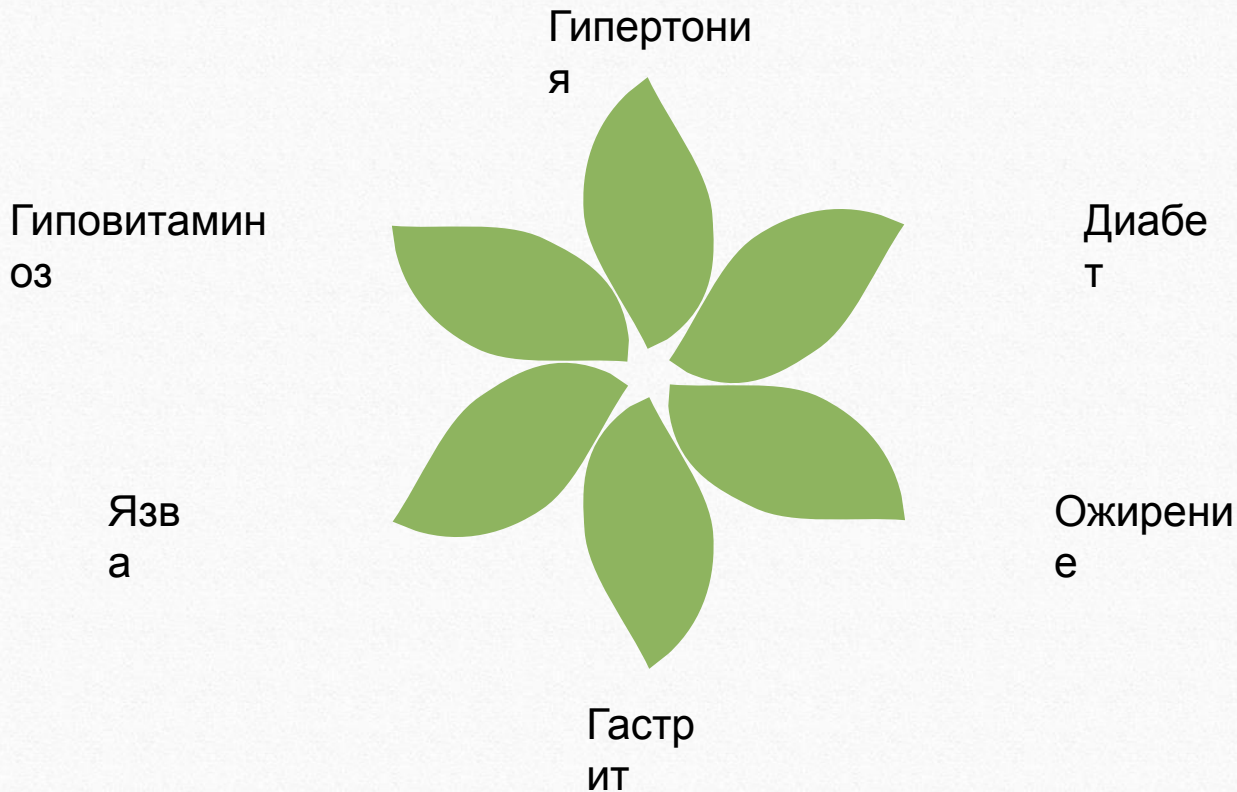 Гипертони
я
Гиповитамин
оз
Диабе
т
Язв
а
Ожирени
е
Гастр
ит